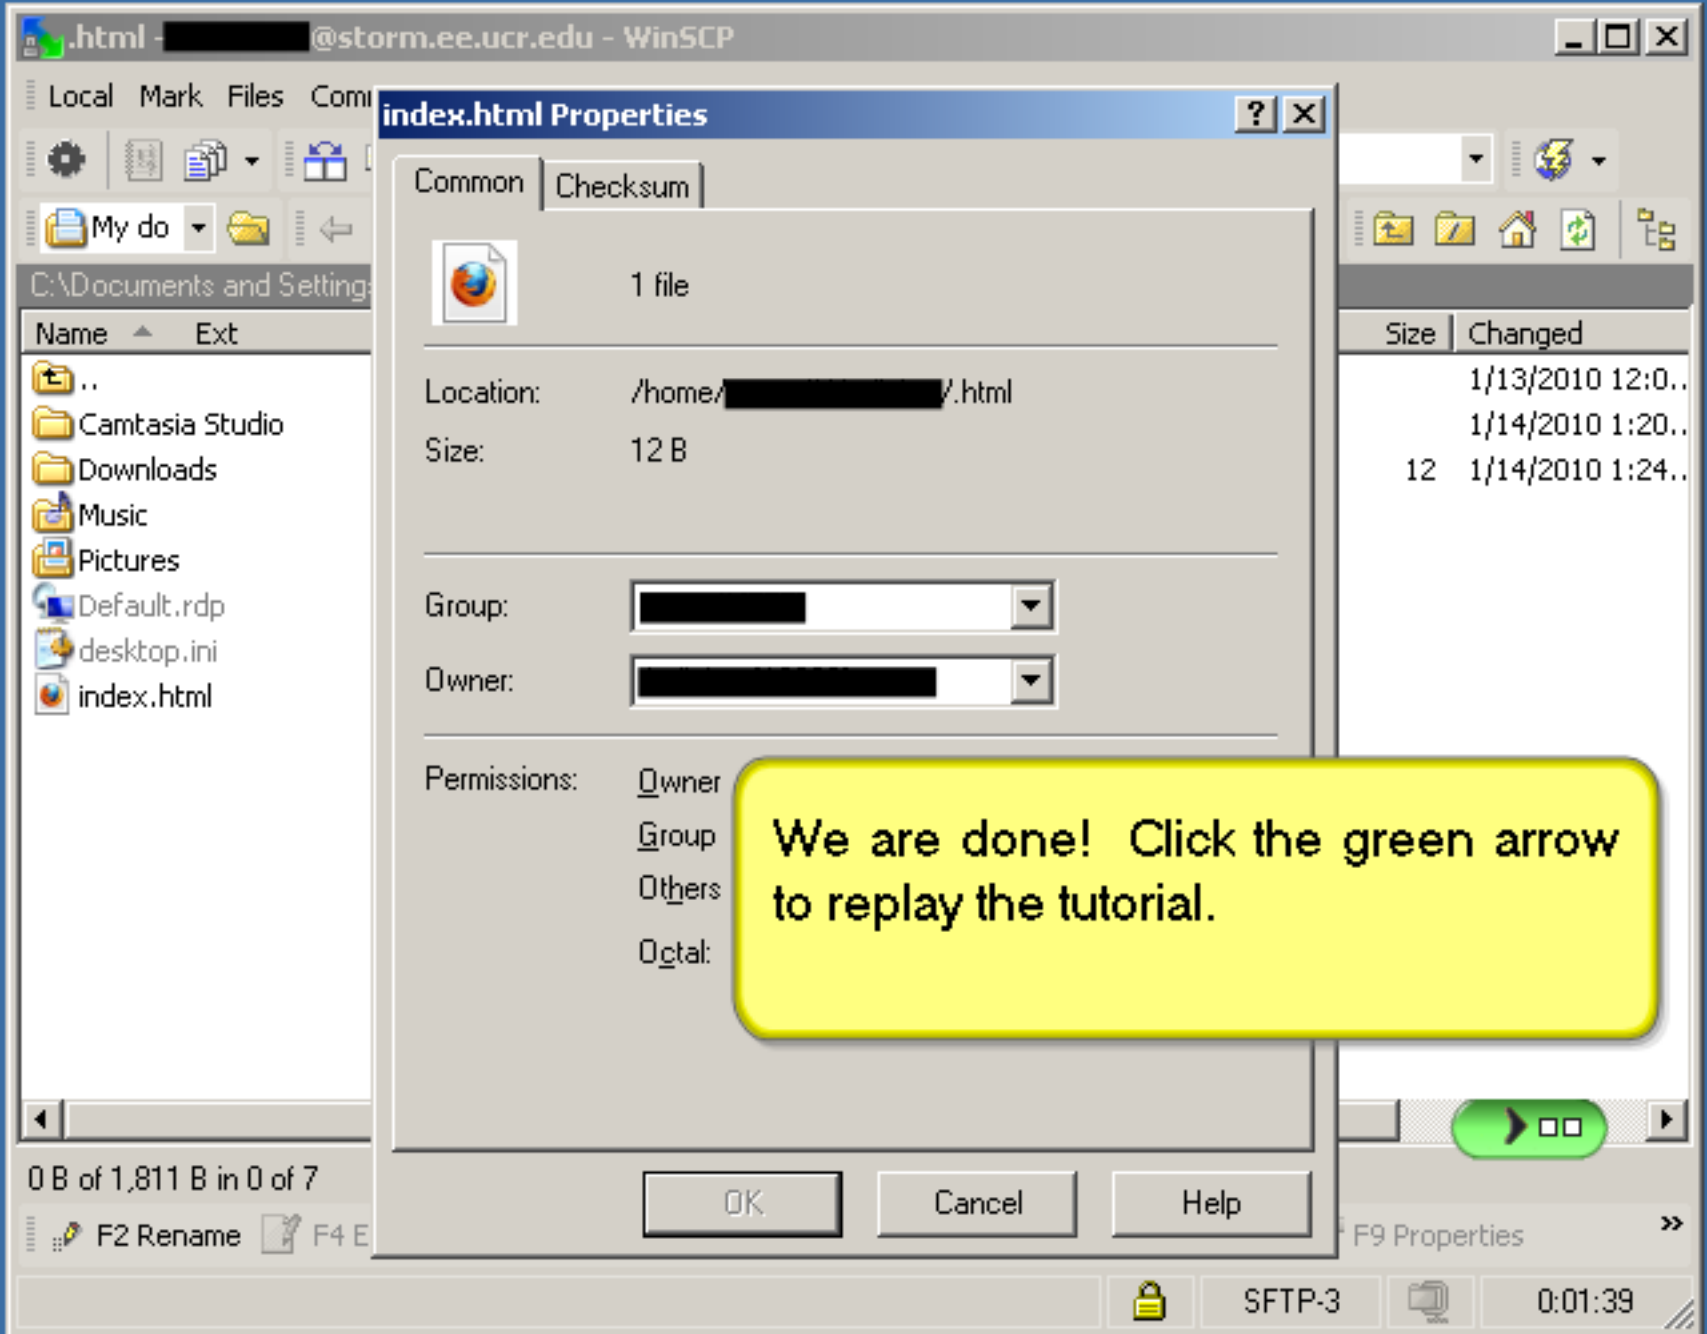 .html - @storm.ee.ucr.edu - WinSCP
Local Mark Files Com
index.html Properties
Common Checksum
My do
1 file
C:\Documents and Setting
Name Ext
Size Changed
..
1/13/2010 12:0..
Location: /home/ /.html
Camtasia Studio
1/14/2010 1:20..
Size: 12 B
Downloads
12 1/14/2010 1:24..
Music
Pictures
Group:
Default.rdp
desktop.ini
Owner:
index.html
Permissions: Owner
Group
Others
Octal:
We are done! Click the green arrow
to replay the tutorial.
0 B of 1,811 B in 0 of 7
OK Cancel Help
F2 Rename F4 E
F9 Properties
SFTP-3 0:01:39